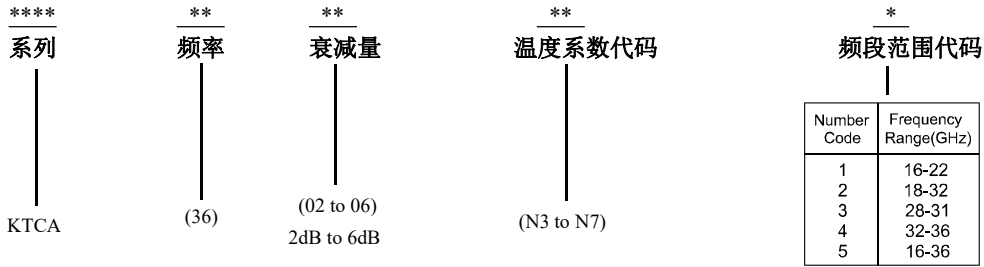 **** ** ** ** *
系列 频率 衰减量 温度系数代码 频段范围代码
Number Code Frequency Range(GHz)
1 16-22
2 18-32
3 28-31
4 32-36
5 16-36
KTCA (36) (02 to 06) (N3 to N7)
2dB to 6dB